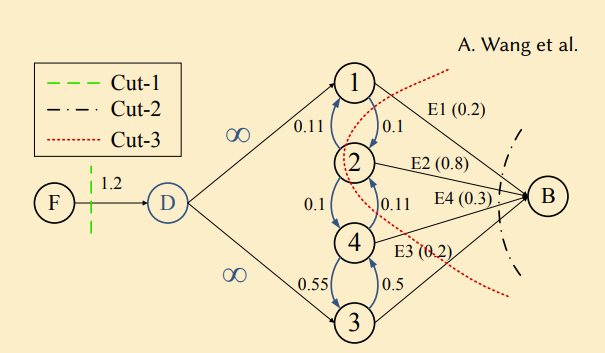 A. Wang et al.
Cut-1
Cut-2
Cut-3
1
E1 (0.2)
∞
0.11
0.1
2
E2 (0.8)
1.2
F
D
E4 (0.3)
B
0.1
0.11
4
E3 (0.2)
∞
0.55
0.5
3